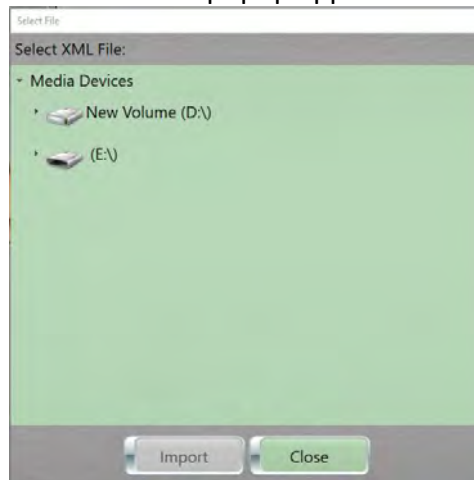 Select File
Select XML File:
Media Devices
New Volume (D:\)
(E:\)
Import
Close